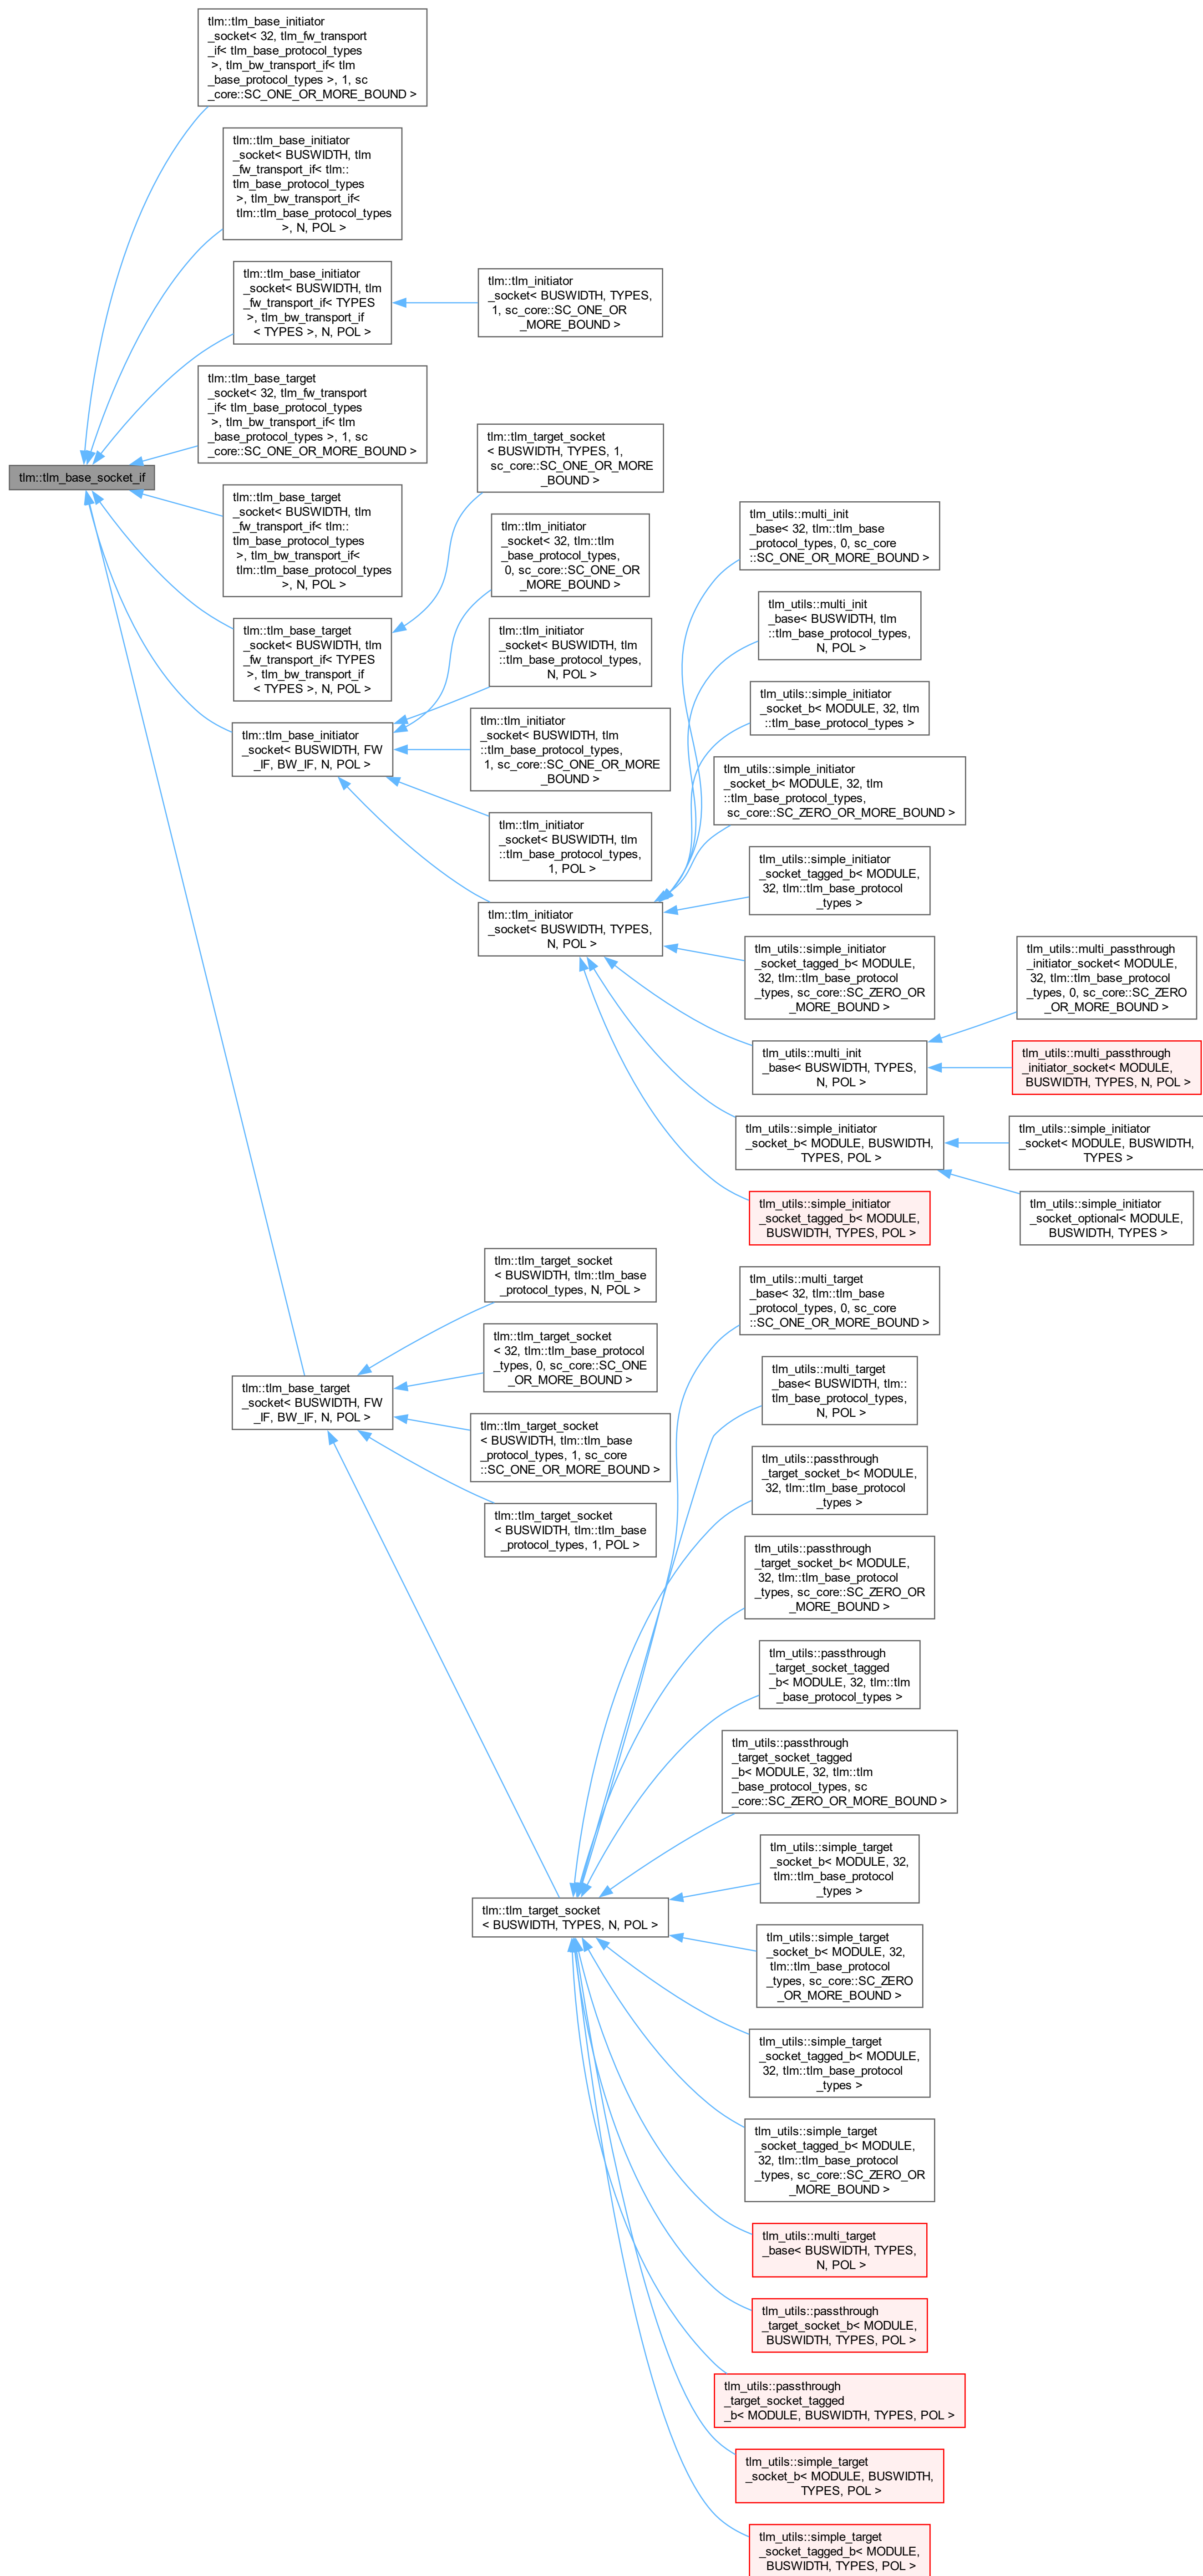 tlm::tlm_base_initiator
_socket< 32, tlm_fw_transport
_if< tlm_base_protocol_types
>, tlm_bw_transport_if< tlm
_base_protocol_types >, 1, sc
_core::SC_ONE_OR_MORE_BOUND >
tlm::tlm_base_initiator
_socket< BUSWIDTH, tlm
_fw_transport_if< tlm::
tlm_base_protocol_types
>, tlm_bw_transport_if<
tlm::tlm_base_protocol_types
>, N, POL >
tlm::tlm_base_initiator
_socket< BUSWIDTH, tlm
_fw_transport_if< TYPES
>, tlm_bw_transport_if
< TYPES >, N, POL >
tlm::tlm_initiator
_socket< BUSWIDTH, TYPES,
1, sc_core::SC_ONE_OR
_MORE_BOUND >
tlm::tlm_base_target
_socket< 32, tlm_fw_transport
_if< tlm_base_protocol_types
>, tlm_bw_transport_if< tlm
_base_protocol_types >, 1, sc
_core::SC_ONE_OR_MORE_BOUND >
tlm::tlm_base_socket_if
tlm::tlm_base_target
_socket< BUSWIDTH, tlm
_fw_transport_if< tlm::
tlm_base_protocol_types
>, tlm_bw_transport_if<
tlm::tlm_base_protocol_types
>, N, POL >
tlm::tlm_base_target
_socket< BUSWIDTH, tlm
_fw_transport_if< TYPES
>, tlm_bw_transport_if
< TYPES >, N, POL >
tlm::tlm_target_socket
< BUSWIDTH, TYPES, 1,
sc_core::SC_ONE_OR_MORE
_BOUND >
tlm::tlm_base_initiator
_socket< BUSWIDTH, FW
_IF, BW_IF, N, POL >
tlm::tlm_initiator
_socket< 32, tlm::tlm
_base_protocol_types,
0, sc_core::SC_ONE_OR
_MORE_BOUND >
tlm::tlm_initiator
_socket< BUSWIDTH, tlm
::tlm_base_protocol_types,
N, POL >
tlm::tlm_initiator
_socket< BUSWIDTH, tlm
::tlm_base_protocol_types,
1, sc_core::SC_ONE_OR_MORE
_BOUND >
tlm::tlm_initiator
_socket< BUSWIDTH, tlm
::tlm_base_protocol_types,
1, POL >
tlm::tlm_initiator
_socket< BUSWIDTH, TYPES,
N, POL >
tlm_utils::multi_init
_base< 32, tlm::tlm_base
_protocol_types, 0, sc_core
::SC_ONE_OR_MORE_BOUND >
tlm_utils::multi_init
_base< BUSWIDTH, tlm
::tlm_base_protocol_types,
N, POL >
tlm_utils::simple_initiator
_socket_b< MODULE, 32, tlm
::tlm_base_protocol_types >
tlm_utils::simple_initiator
_socket_b< MODULE, 32, tlm
::tlm_base_protocol_types,
sc_core::SC_ZERO_OR_MORE_BOUND >
tlm_utils::simple_initiator
_socket_tagged_b< MODULE,
32, tlm::tlm_base_protocol
_types >
tlm_utils::simple_initiator
_socket_tagged_b< MODULE,
32, tlm::tlm_base_protocol
_types, sc_core::SC_ZERO_OR
_MORE_BOUND >
tlm_utils::multi_init
_base< BUSWIDTH, TYPES,
N, POL >
tlm_utils::multi_passthrough
_initiator_socket< MODULE,
32, tlm::tlm_base_protocol
_types, 0, sc_core::SC_ZERO
_OR_MORE_BOUND >
tlm_utils::multi_passthrough
_initiator_socket< MODULE,
BUSWIDTH, TYPES, N, POL >
tlm_utils::simple_initiator
_socket_b< MODULE, BUSWIDTH,
TYPES, POL >
tlm_utils::simple_initiator
_socket< MODULE, BUSWIDTH,
TYPES >
tlm_utils::simple_initiator
_socket_optional< MODULE,
BUSWIDTH, TYPES >
tlm_utils::simple_initiator
_socket_tagged_b< MODULE,
BUSWIDTH, TYPES, POL >
tlm::tlm_base_target
_socket< BUSWIDTH, FW
_IF, BW_IF, N, POL >
tlm::tlm_target_socket
< BUSWIDTH, tlm::tlm_base
_protocol_types, N, POL >
tlm::tlm_target_socket
< 32, tlm::tlm_base_protocol
_types, 0, sc_core::SC_ONE
_OR_MORE_BOUND >
tlm::tlm_target_socket
< BUSWIDTH, tlm::tlm_base
_protocol_types, 1, sc_core
::SC_ONE_OR_MORE_BOUND >
tlm::tlm_target_socket
< BUSWIDTH, tlm::tlm_base
_protocol_types, 1, POL >
tlm::tlm_target_socket
< BUSWIDTH, TYPES, N, POL >
tlm_utils::multi_target
_base< 32, tlm::tlm_base
_protocol_types, 0, sc_core
::SC_ONE_OR_MORE_BOUND >
tlm_utils::multi_target
_base< BUSWIDTH, tlm::
tlm_base_protocol_types,
N, POL >
tlm_utils::passthrough
_target_socket_b< MODULE,
32, tlm::tlm_base_protocol
_types >
tlm_utils::passthrough
_target_socket_b< MODULE,
32, tlm::tlm_base_protocol
_types, sc_core::SC_ZERO_OR
_MORE_BOUND >
tlm_utils::passthrough
_target_socket_tagged
_b< MODULE, 32, tlm::tlm
_base_protocol_types >
tlm_utils::passthrough
_target_socket_tagged
_b< MODULE, 32, tlm::tlm
_base_protocol_types, sc
_core::SC_ZERO_OR_MORE_BOUND >
tlm_utils::simple_target
_socket_b< MODULE, 32,
tlm::tlm_base_protocol
_types >
tlm_utils::simple_target
_socket_b< MODULE, 32,
tlm::tlm_base_protocol
_types, sc_core::SC_ZERO
_OR_MORE_BOUND >
tlm_utils::simple_target
_socket_tagged_b< MODULE,
32, tlm::tlm_base_protocol
_types >
tlm_utils::simple_target
_socket_tagged_b< MODULE,
32, tlm::tlm_base_protocol
_types, sc_core::SC_ZERO_OR
_MORE_BOUND >
tlm_utils::multi_target
_base< BUSWIDTH, TYPES,
N, POL >
tlm_utils::passthrough
_target_socket_b< MODULE,
BUSWIDTH, TYPES, POL >
tlm_utils::passthrough
_target_socket_tagged
_b< MODULE, BUSWIDTH, TYPES, POL >
tlm_utils::simple_target
_socket_b< MODULE, BUSWIDTH,
TYPES, POL >
tlm_utils::simple_target
_socket_tagged_b< MODULE,
BUSWIDTH, TYPES, POL >